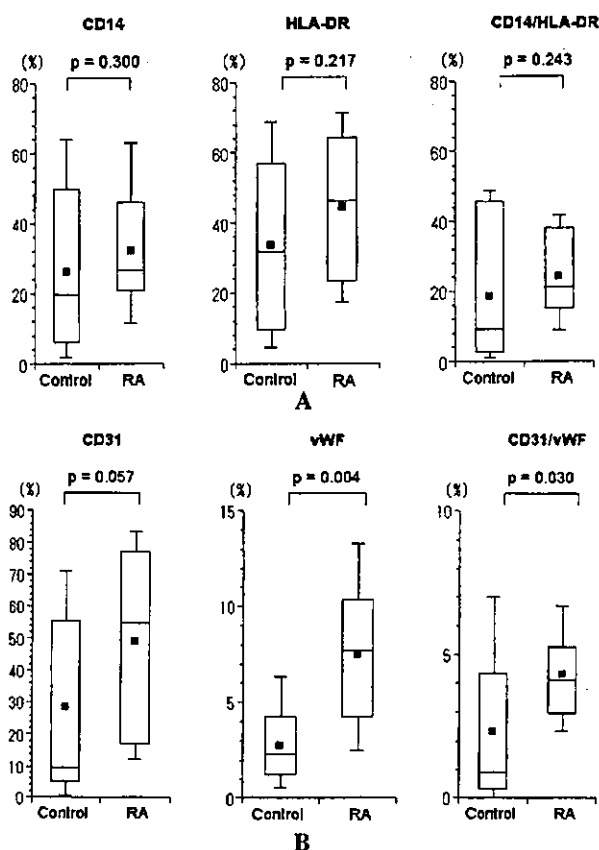 CD14 HLA-DR CD14/HLA-DR
(%) p = 0.300 (%) p = 0.217 (%) p = 0.243
80 80 80
60 60 60
40 40 40
20 20 20
0 0 0
Control RA Control RA Control RA
A
CD31 vWF CD31/vWF
(%) p = 0.057 (%) p = 0.004 (%) p = 0.030
90 15 10
80
70
60 10
50 5
40
30 5
20
10
0 0 0
Control RA Control RA Control RA
B